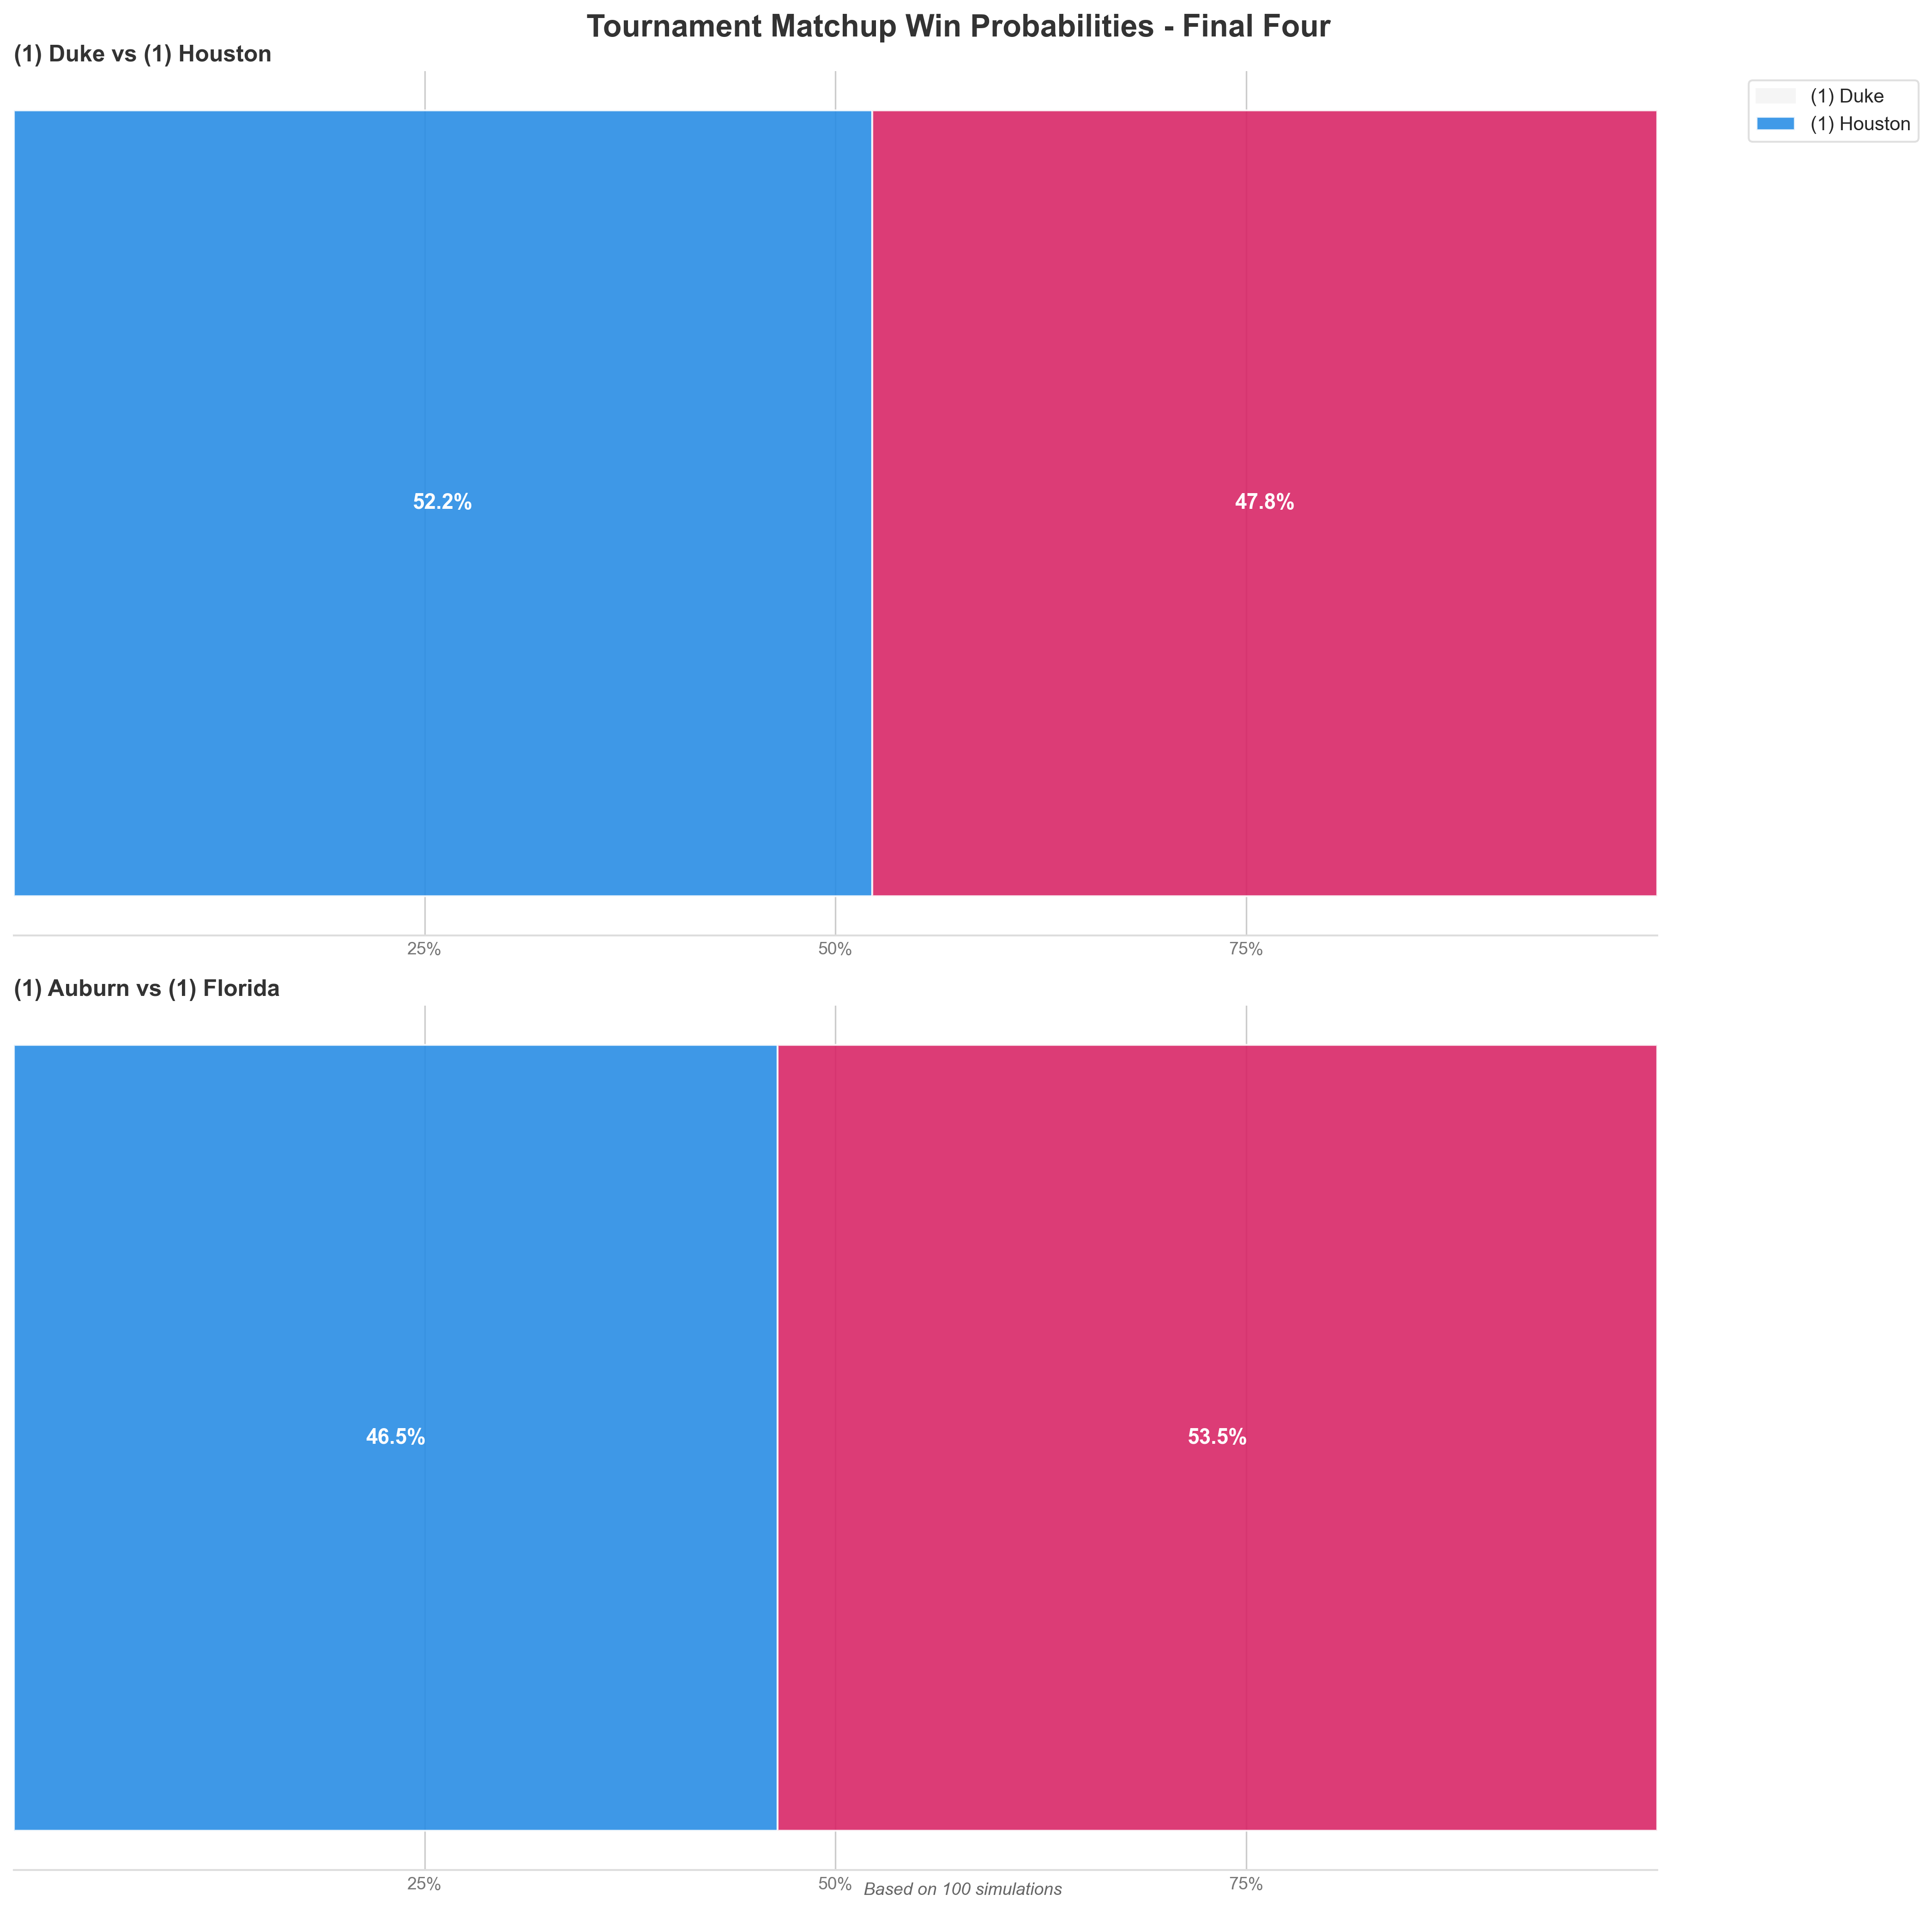 Tournament Matchup Win Probabilities - Final Four
(1) Duke vs (1) Houston
(1) Duke
(1) Houston
52.2%
47.8%
25%
50%
75%
(1) Auburn vs (1) Florida
46.5%
53.5%
25%
50%
75%
Based on 100 simulations